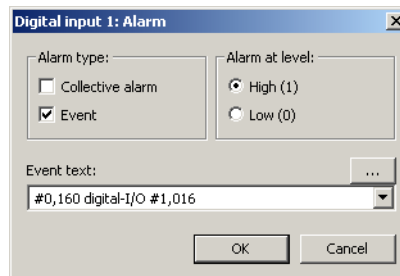 Digital input 1: Alarm
Alarm type:
Collective alarm
Event
Alarm at level:
High (1)
Low (0)
Event text:
...
#0,160 digital-I/O #1,016
OK
Cancel